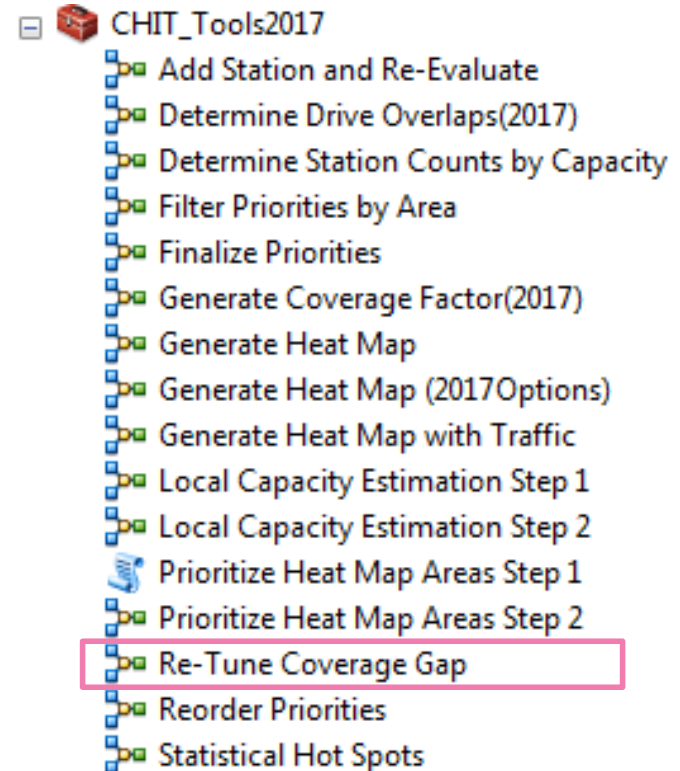 CHIT_Tools2017
Add Station and Re-Evaluate
Determine Drive Overlaps(2017)
Determine Station Counts by Capacity
Filter Priorities by Area
Finalize Priorities
Generate Coverage Factor(2017)
Generate Heat Map
Generate Heat Map (2017Options)
Generate Heat Map with Traffic
Local Capacity Estimation Step 1
Local Capacity Estimation Step 2
Prioritize Heat Map Areas Step 1
Prioritize Heat Map Areas Step 2
Re-Tune Coverage Gap
Reorder Priorities
Statistical Hot Spots